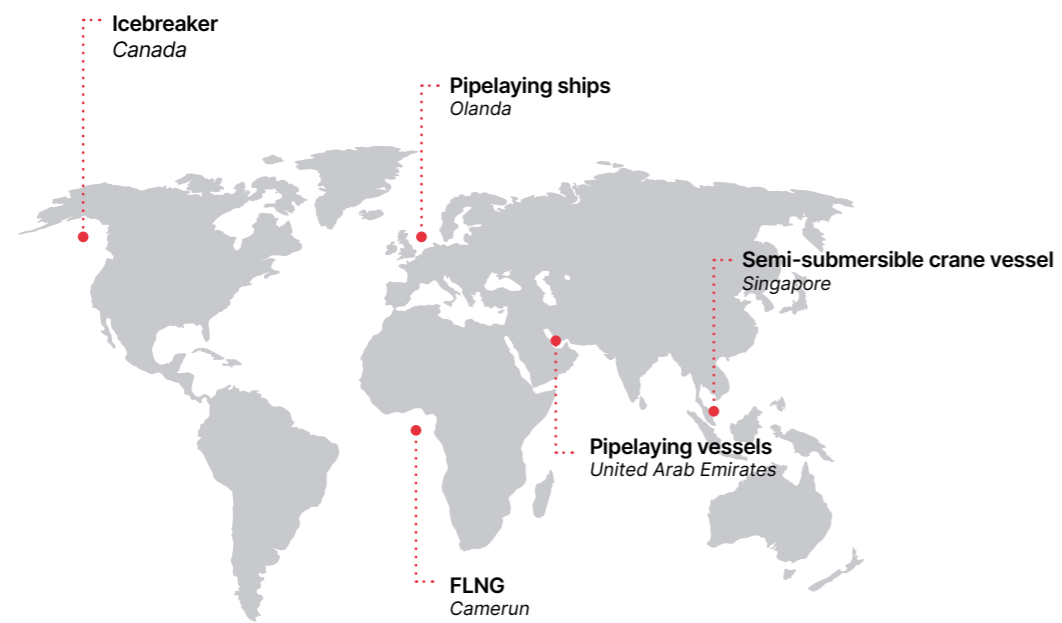 Icebreaker
Canada
Pipelaying ships
Olanda
Semi-submersible crane vessel
Singapore
Pipelaying vessels
United Arab Emirates
FLNG
Camerun